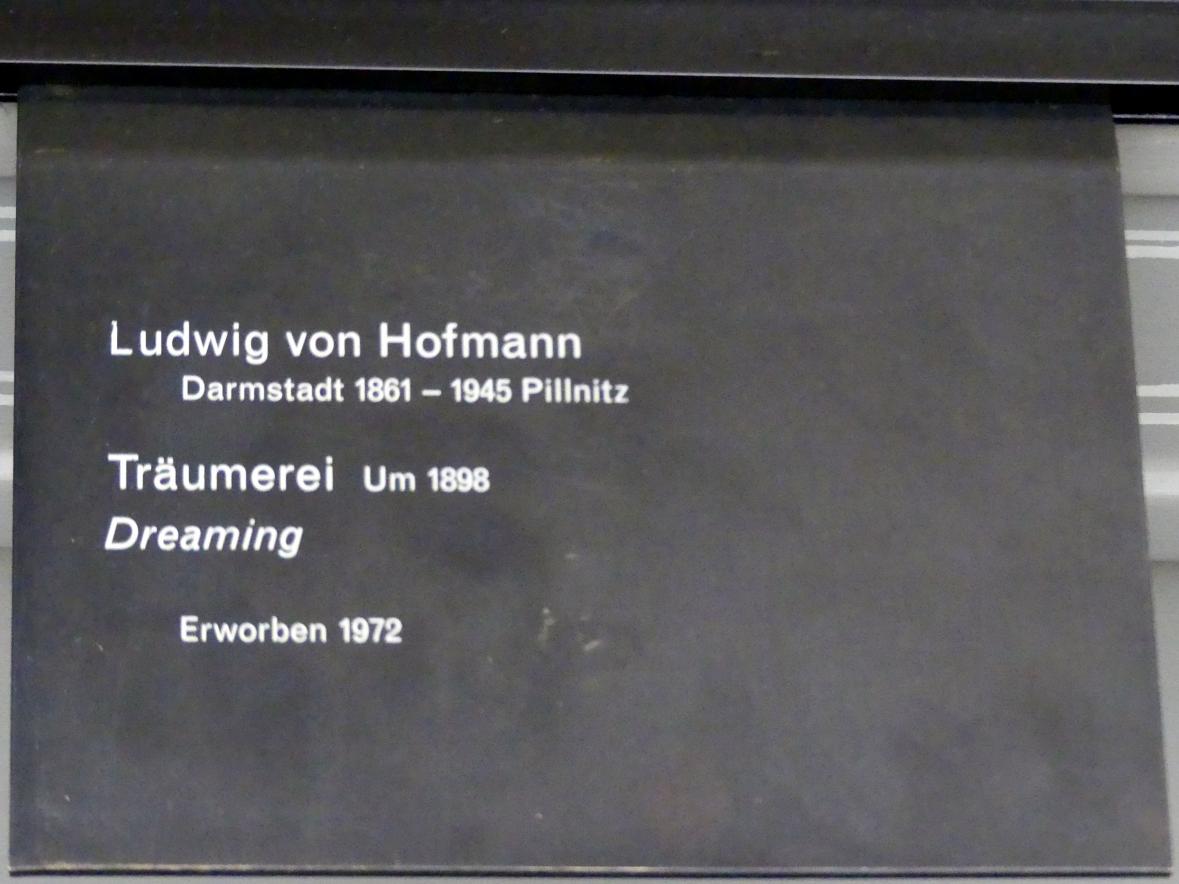 Ludwig von Hofmann
Darmstadt 1861 – 1945 Pillnitz
Träumerei Um 1898
Dreaming
Erworben 1972